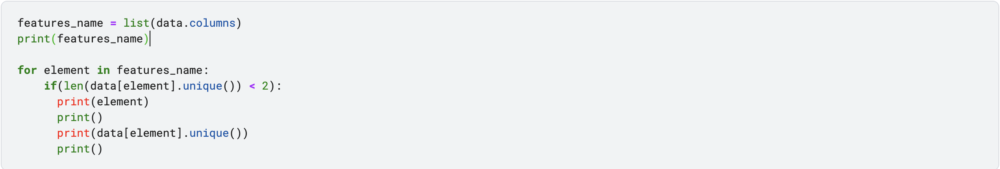 features_name = list(data.columns)
print(features_name)
for element in features_name:
    if(len(data[element].unique()) < 2):
      print(element)
      print()
      print(data[element].unique())
      print()